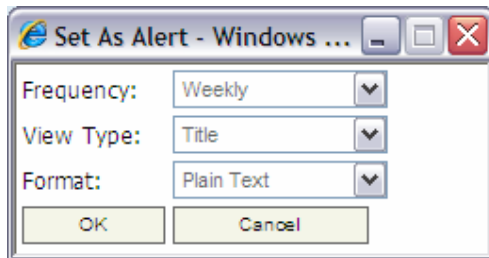 Set As Alert - Windows ...
Frequency: Weekly
View Type: Title
Format: Plain Text
OK Cancel